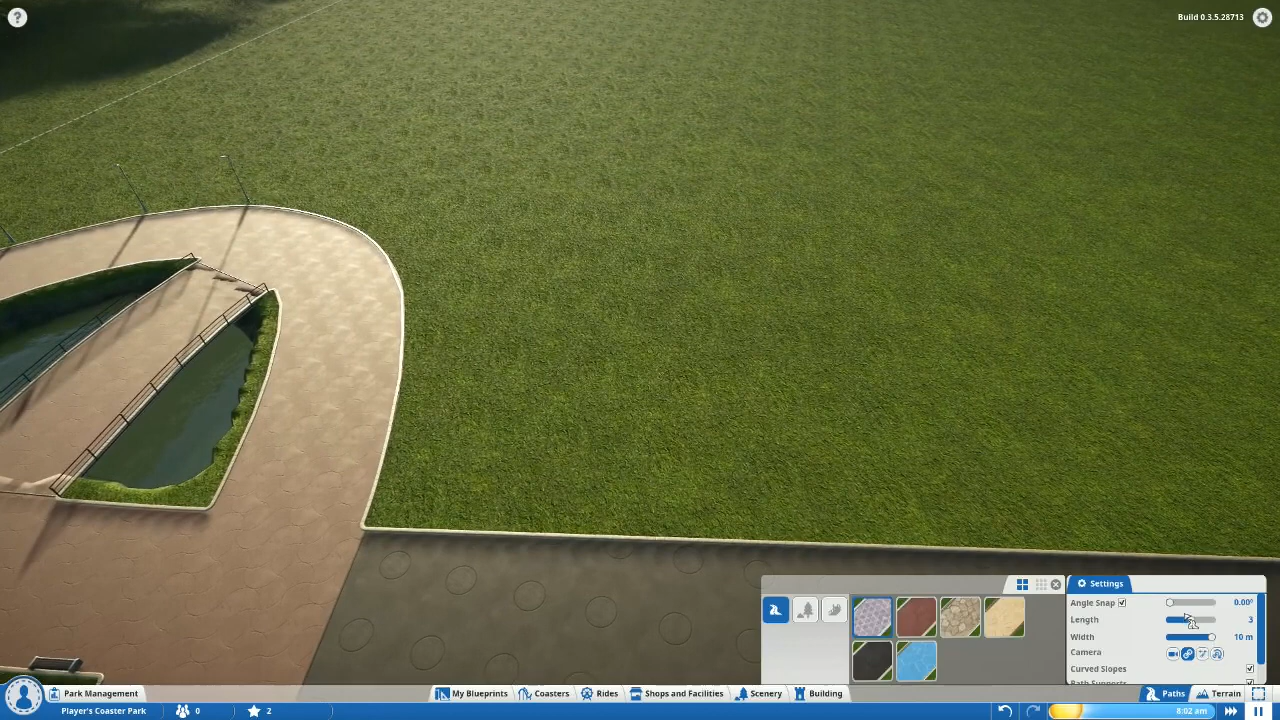 ?
Build 0.3.5.28713
Settings
Angle Snap 0.00°
Length 3
Width 10 m
Camera
Curved Slopes
Path Supports
Park Management My Blueprints Coasters Rides Shops and Facilities Scenery Building Paths Terrain
Player's Coaster Park 0 2 8:02 am